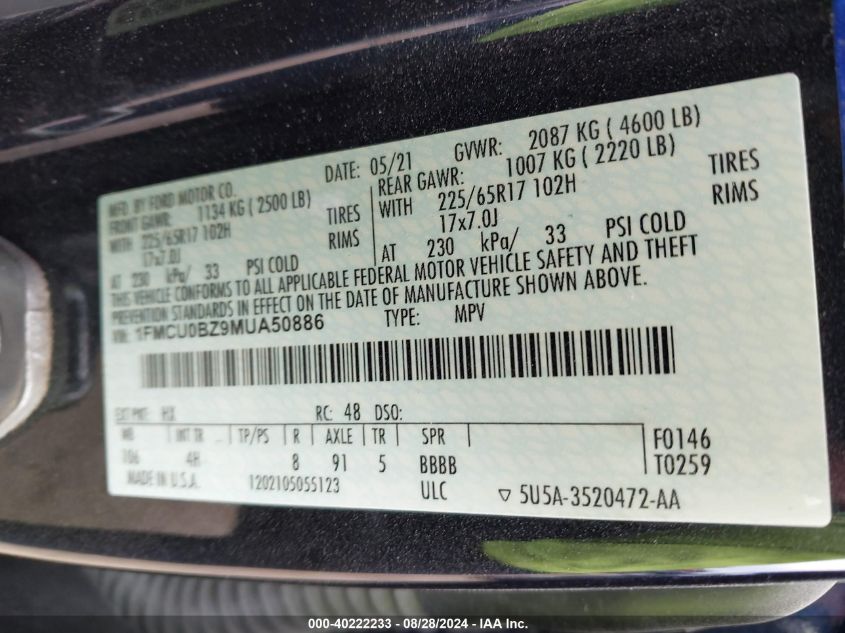 MFD. BY FORD MOTOR CO.
DATE: 05/21 GVWR: 2087 KG ( 4600 LB)
FRONT GAWR: 1134 KG ( 2500 LB)
REAR GAWR: 1007 KG ( 2220 LB)
WITH 225/65R17 102H TIRES
WITH 225/65R17 102H TIRES
17x7.0J RIMS
17x7.0J RIMS
AT 230 kPa/ 33 PSI COLD
AT 230 kPa/ 33 PSI COLD
THIS VEHICLE CONFORMS TO ALL APPLICABLE FEDERAL MOTOR VEHICLE SAFETY AND THEFT
PREVENTION STANDARDS IN EFFECT ON THE DATE OF MANUFACTURE SHOWN ABOVE.
VIN: 1FMCU0BZ9MUA50886 TYPE: MPV
EXT PNT: HX RC: 48 DSO:
WB INT TR TP/PS R AXLE TR SPR F0146
106 4H 8 91 5 BBBB T0259
MADE IN U.S.A. 1202105055123 ULC 5U5A-3520472-AA
000-40222233 - 08/28/2024 - IAA Inc.